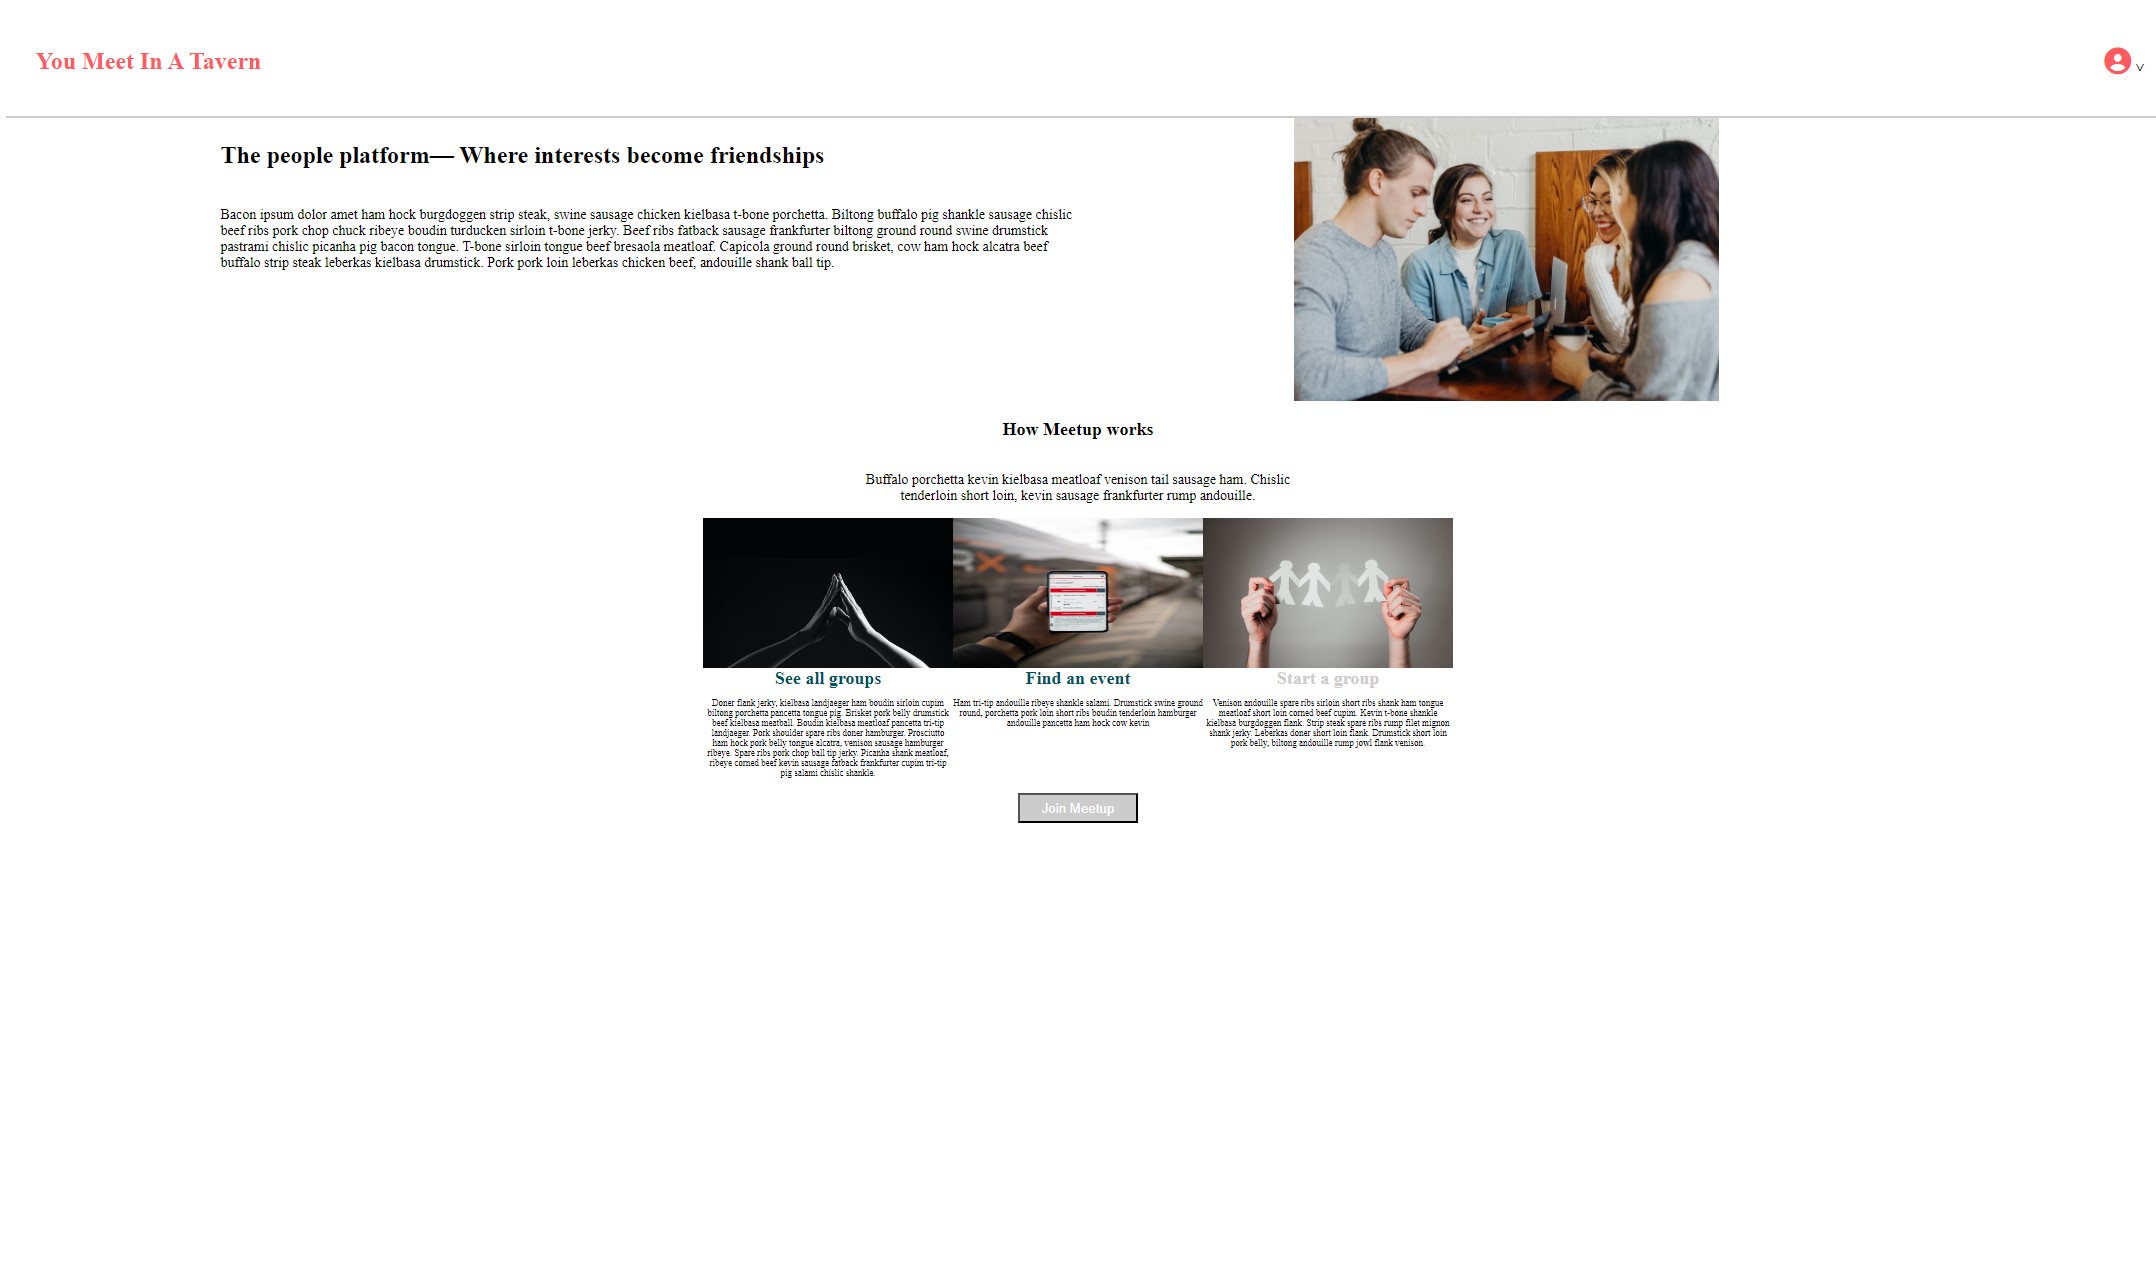 You Meet In A Tavern
V
The people platform— Where interests become friendships
Bacon ipsum dolor amet ham hock burgdoggen strip steak, swine sausage chicken kielbasa t-bone porchetta. Biltong buffalo pig shankle sausage chislic
beef ribs pork chop chuck ribeye boudin turducken sirloin t-bone jerky. Beef ribs fatback sausage frankfurter biltong ground round swine drumstick
pastrami chislic picanha pig bacon tongue. T-bone sirloin tongue beef bresaola meatloaf. Capicola ground round brisket, cow ham hock alcatra beef
buffalo strip steak leberkas kielbasa drumstick. Pork pork loin leberkas chicken beef, andouille shank ball tip.
How Meetup works
Buffalo porchetta kevin kielbasa meatloaf venison tail sausage ham. Chislic
tenderloin short loin, kevin sausage frankfurter rump andouille.
See all groups
Doner flank jerky, kielbasa landjaeger ham boudin sirloin cupim
biltong porchetta pancetta tongue pig. Brisket pork belly drumstick
beef kielbasa meatball. Boudin kielbasa meatloaf pancetta tri-tip
landjaeger. Pork shoulder spare ribs doner hamburger. Prosciutto
ham hock pork belly tongue alcatra, venison sausage hamburger
ribeye. Spare ribs pork chop ball tip jerky. Picanha shank meatloaf,
ribeye corned beef kevin sausage fatback frankfurter cupim tri-tip
pig salami chislic shankle.
Find an event
Ham tri-tip andouille ribeye shankle salami. Drumstick swine ground
round, porchetta pork loin short ribs boudin tenderloin hamburger
andouille pancetta ham hock cow kevin
Start a group
Venison andouille spare ribs sirloin short ribs shank ham tongue
meatloaf short loin corned beef cupim. Kevin t-bone shankle
kielbasa burgdoggen flank. Strip steak spare ribs rump filet mignon
shank jerky. Leberkas doner short loin flank. Drumstick short loin
pork belly, biltong andouille rump jowl flank venison.
Join Meetup